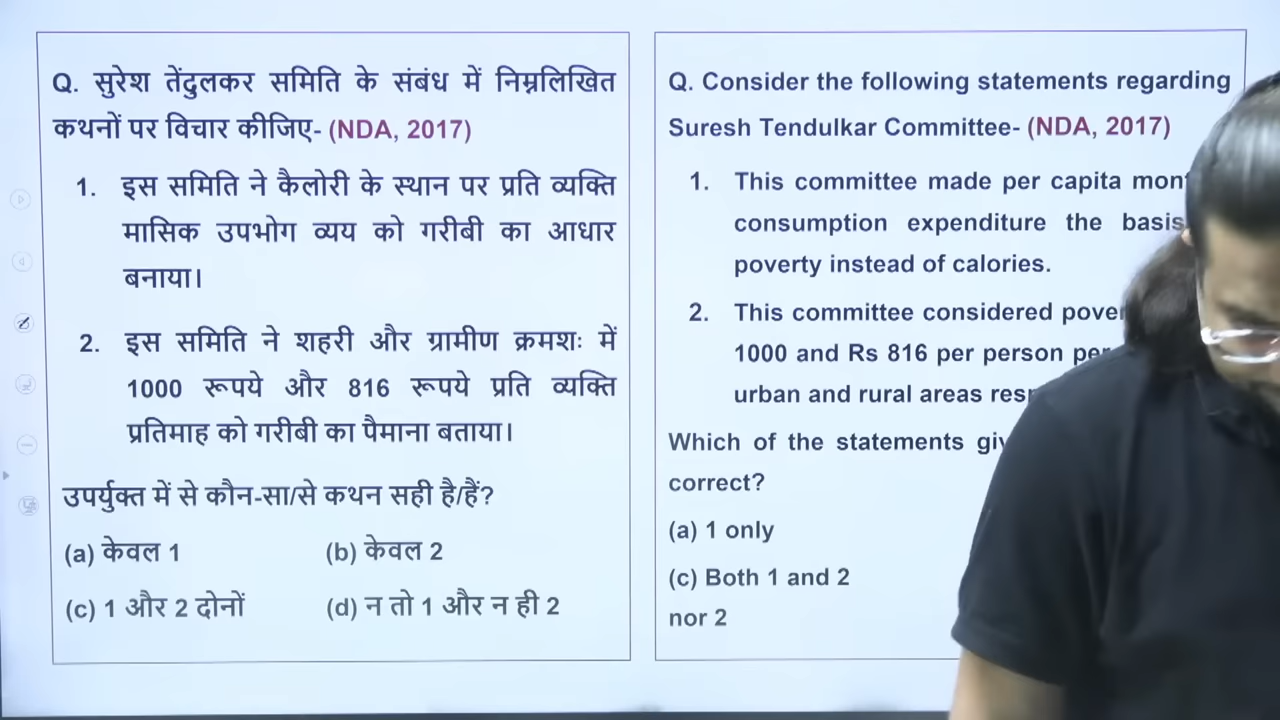 Q. सुरेश तेंदुलकर समिति के संबंध में निम्नलिखित
कथनों पर विचार कीजिए- (NDA, 2017)
1. इस समिति ने कैलोरी के स्थान पर प्रति व्यक्ति
मासिक उपभोग व्यय को गरीबी का आधार
बनाया।
2. इस समिति ने शहरी और ग्रामीण क्रमशः में
1000 रूपये और 816 रूपये प्रति व्यक्ति
प्रतिमाह को गरीबी का पैमाना बताया।
उपर्युक्त में से कौन-सा/से कथन सही है/हैं?
(a) केवल 1 (b) केवल 2
(c) 1 और 2 दोनों (d) न तो 1 और न ही 2
Q. Consider the following statements regarding
Suresh Tendulkar Committee- (NDA, 2017)
1. This committee made per capita
consumption expenditure the basis
poverty instead of calories.
2. This committee considered
1000 and Rs 816 per person per
urban and rural areas
Which of the statements
correct?
(a) 1 only
(c) Both 1 and 2
nor 2